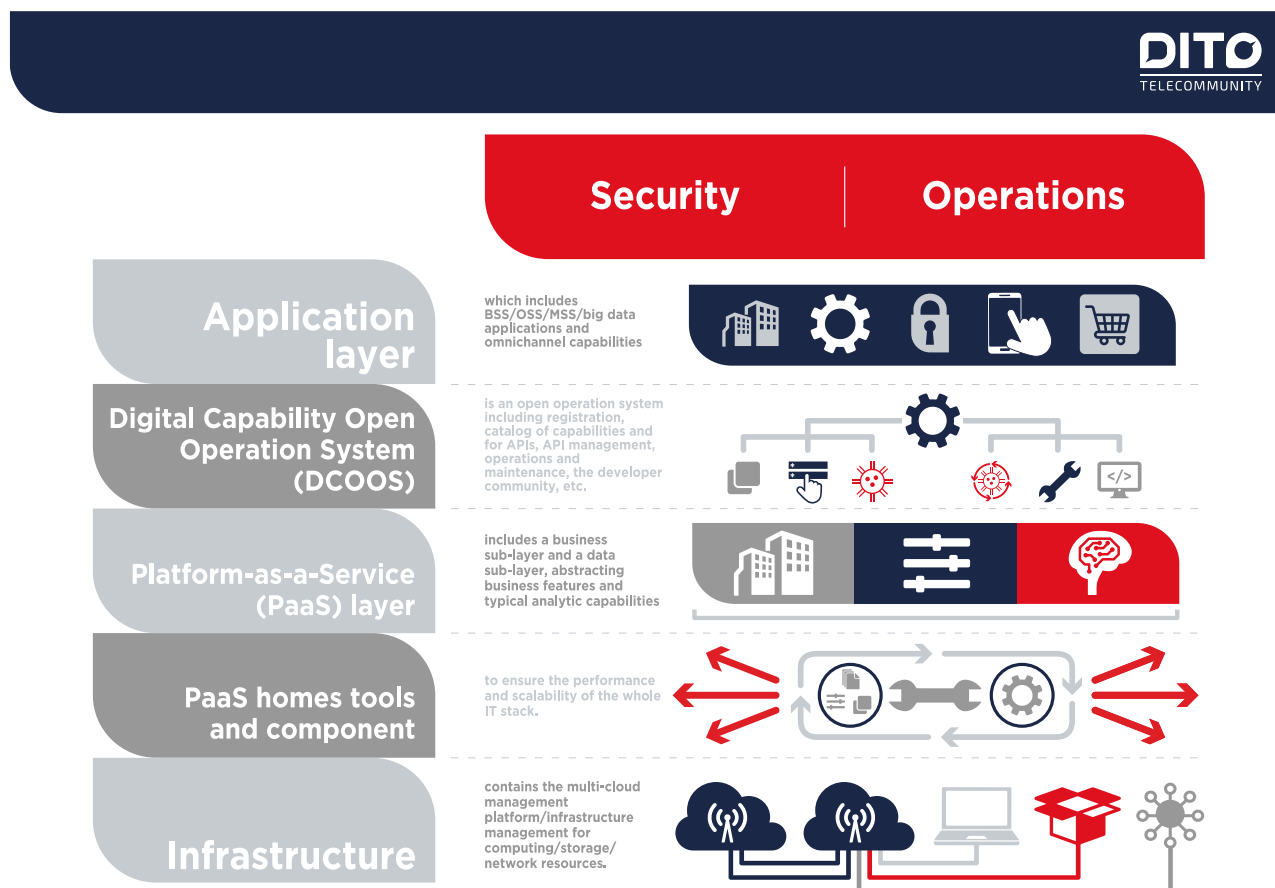 DITO
TELECOMMUNITY
Security
Operations
Application
layer
which includes
BSS/OSS/MSS/big data
applications and
omnichannel capabilities
Digital Capability Open
Operation System
(DCOOS)
is an open operation system
including registration,
catalog of capabilities and
for APIs, API management,
operations and
maintenance, the developer
community, etc.
</>
Platform-as-a-Service
(PaaS) layer
includes a business
sub-layer and a data
sub-layer, abstracting
business features and
typical analytic capabilities
PaaS homes tools
and component
to ensure the performance
and scalability of the whole
IT stack.
Infrastructure
contains the multi-cloud
management
platform/infrastructure
management for
computing/storage/
network resources.